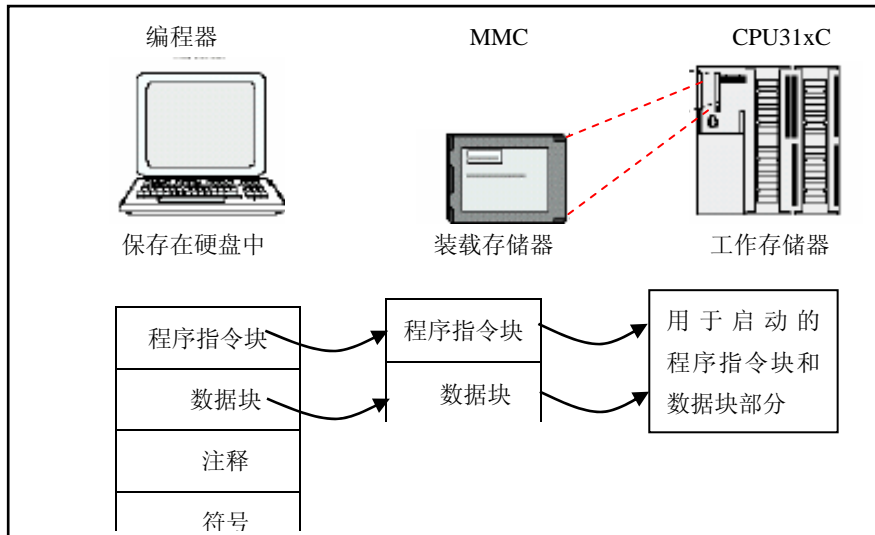 编程器 MMC CPU31xC
保存在硬盘中 装载存储器 工作存储器
程序指令块
数据块
注释
符号
程序指令块
数据块
用于启动的
程序指令块和
数据块部分